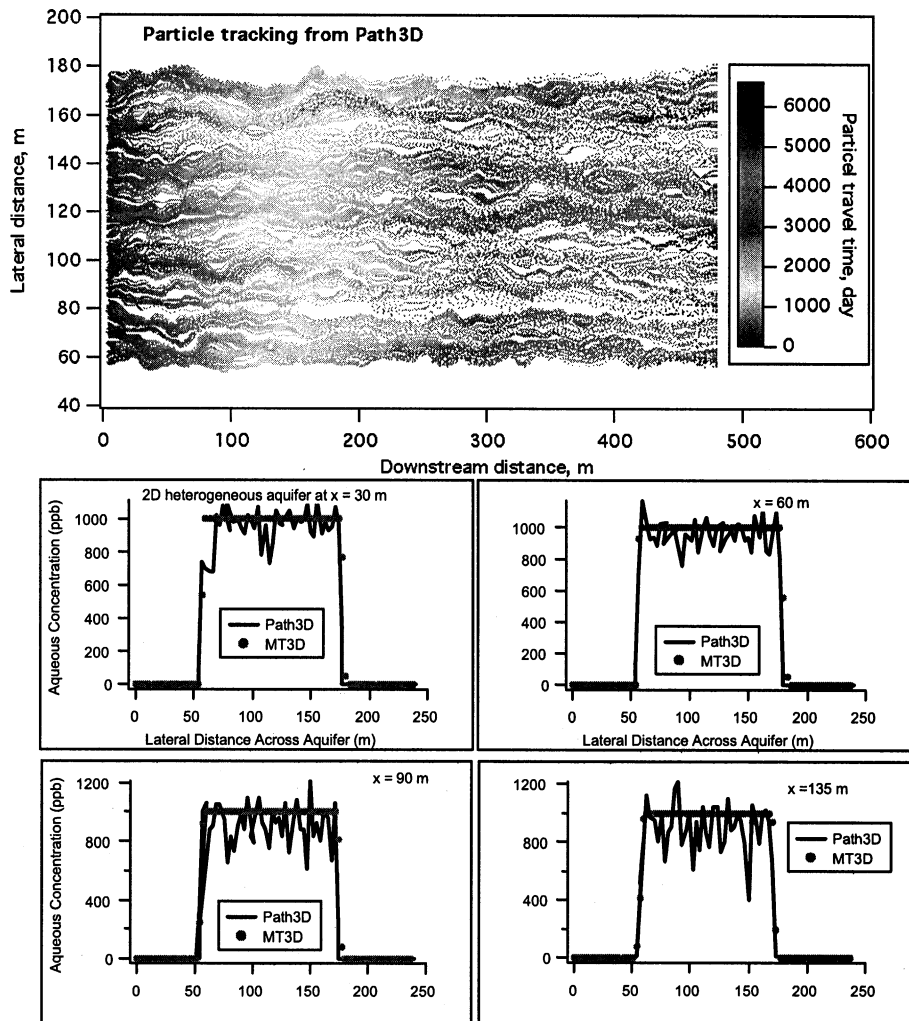 Particle tracking from Path3D
200
180
160
140
120
100
80
60
40
Lateral distance, m
0 100 200 300 400 500 600
Downstream distance, m
6000
5000
4000
3000
2000
1000
0
Particel travel time, day
2D heterogeneous aquifer at x = 30 m
Aqueous Concentration (ppb)
1000
800
600
400
200
0
Path3D
MT3D
0 50 100 150 200 250
Lateral Distance Across Aquifer (m)
x = 60 m
1000
800
600
400
200
0
Path3D
MT3D
0 50 100 150 200 250
x = 90 m
Aqueous Concentration (ppb)
1200
800
400
0
Path3D
MT3D
0 50 100 150 200 250
x =135 m
1200
800
400
0
Path3D
MT3D
0 50 100 150 200 250